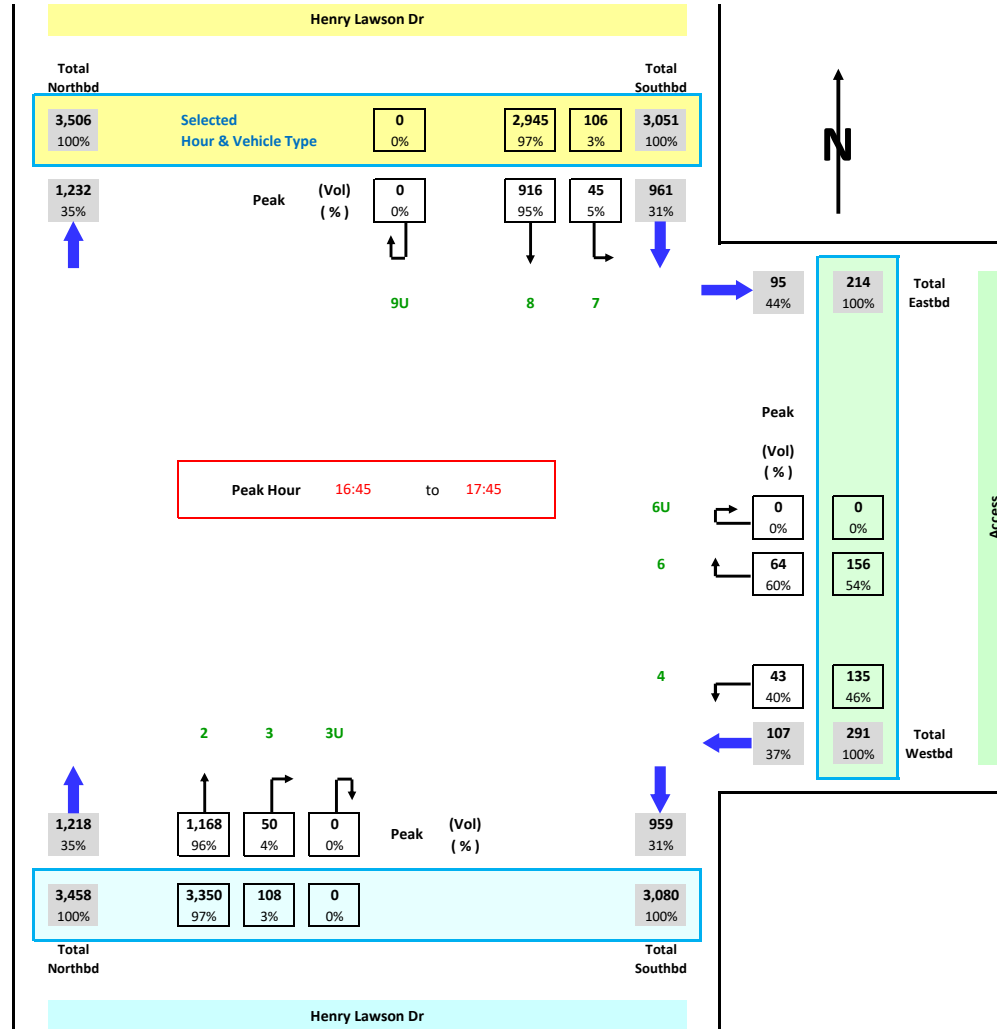 Henry Lawson Dr
Total Total
Northbd Southbd
3,506 Selected 0 2,945 106 3,051
100% Hour & Vehicle Type 0% 97% 3% 100%
1,232 Peak (Vol) 0 916 45 961
35% ( % ) 0% 95% 5% 31%
N
9U 8 7
95 214 Total
44% 100% Eastbd
Peak
(Vol)
( % )
Peak Hour 16:45 to 17:45
6U 0 0
0% 0%
6 64 156
60% 54%
Access
4 43 135
40% 46%
2 3 3U
107 291 Total
37% 100% Westbd
1,218 1,168 50 0 Peak (Vol) 959
35% 96% 4% 0% ( % ) 31%
3,458 3,350 108 0 3,080
100% 97% 3% 0% 100%
Total Total
Northbd Southbd
Henry Lawson Dr